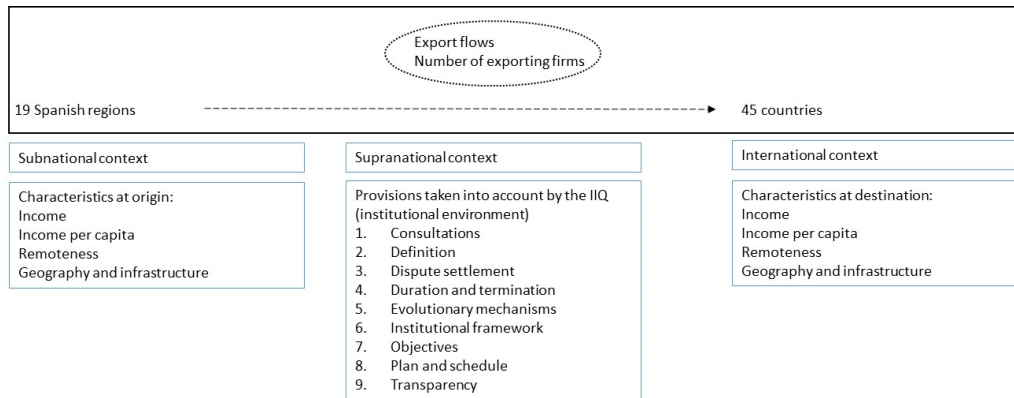 Export flows
Number of exporting firms
19 Spanish regions
45 countries
Subnational context
Supranational context
International context
Characteristics at origin:
Income
Income per capita
Remoteness
Geography and infrastructure
Provisions taken into account by the IIQ
(institutional environment)
1. Consultations
2. Definition
3. Dispute settlement
4. Duration and termination
5. Evolutionary mechanisms
6. Institutional framework
7. Objectives
8. Plan and schedule
9. Transparency
Characteristics at destination:
Income
Income per capita
Remoteness
Geography and infrastructure